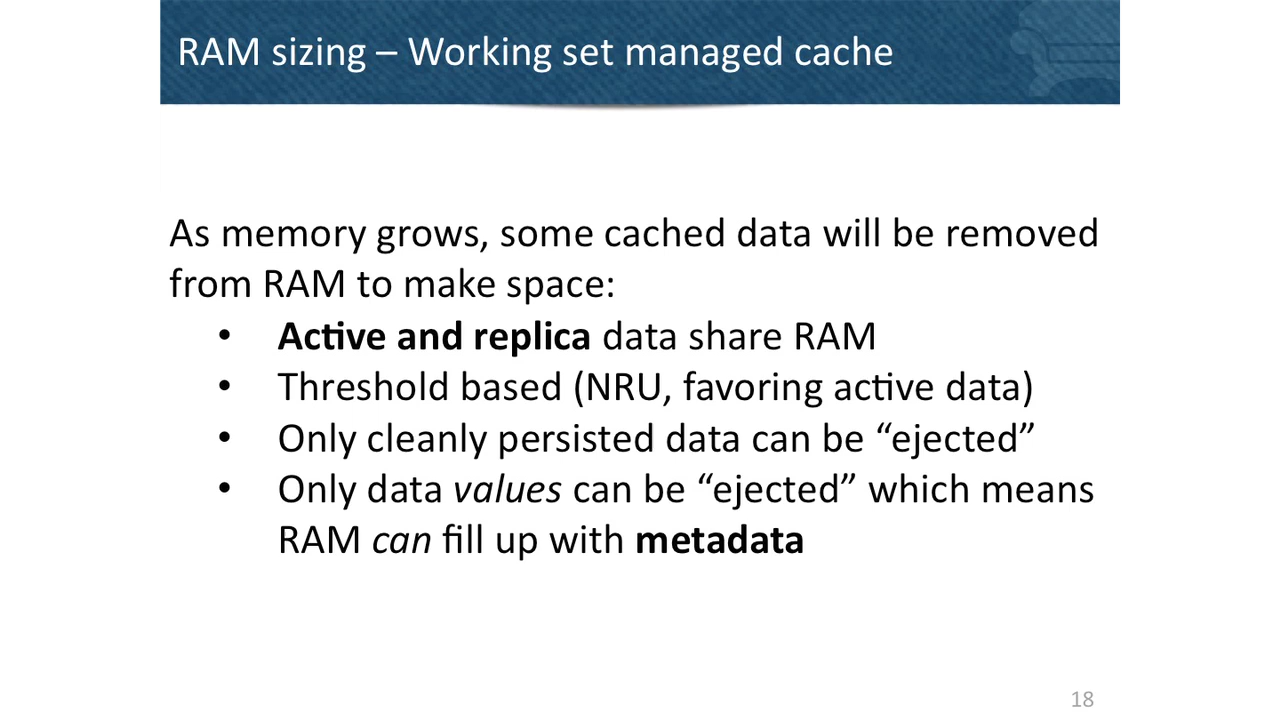 RAM sizing – Working set managed cache
As memory grows, some cached data will be removed
from RAM to make space:
• Active and replica data share RAM
• Threshold based (NRU, favoring active data)
• Only cleanly persisted data can be “ejected”
• Only data values can be “ejected” which means
RAM can fill up with metadata
18